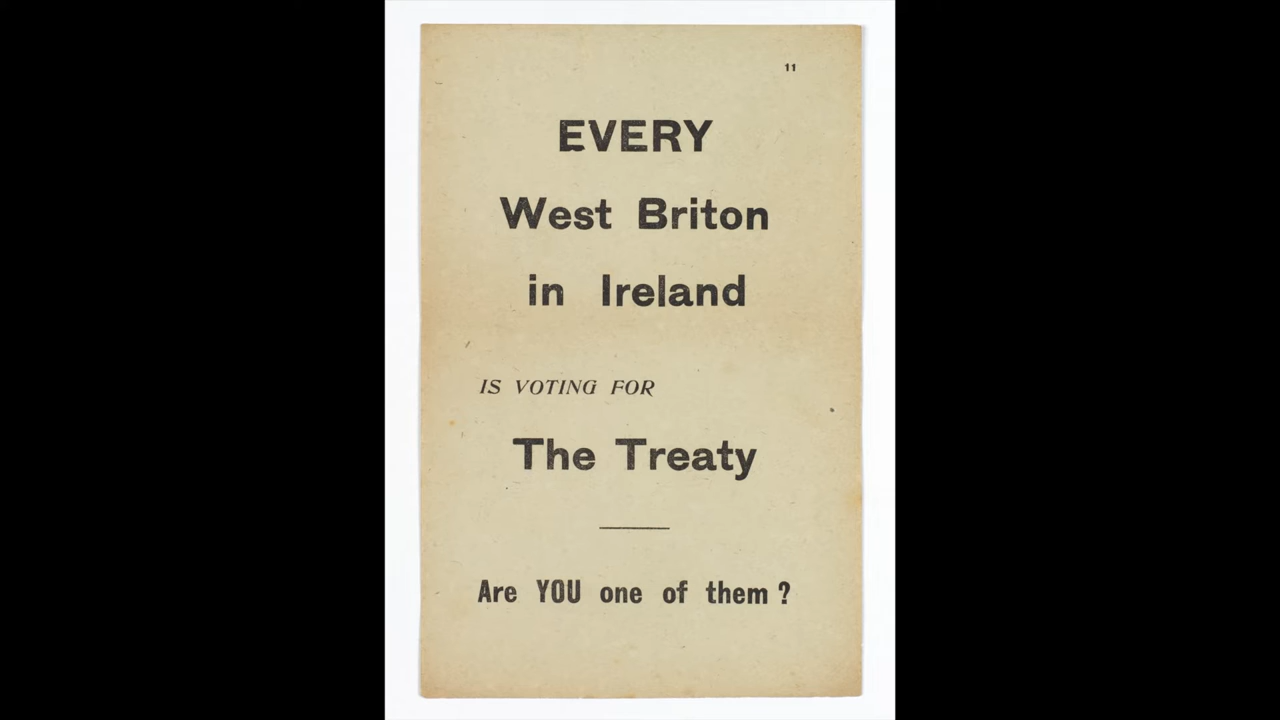 11
EVERY
West Briton
in Ireland
IS VOTING FOR
The Treaty
Are YOU one of them?